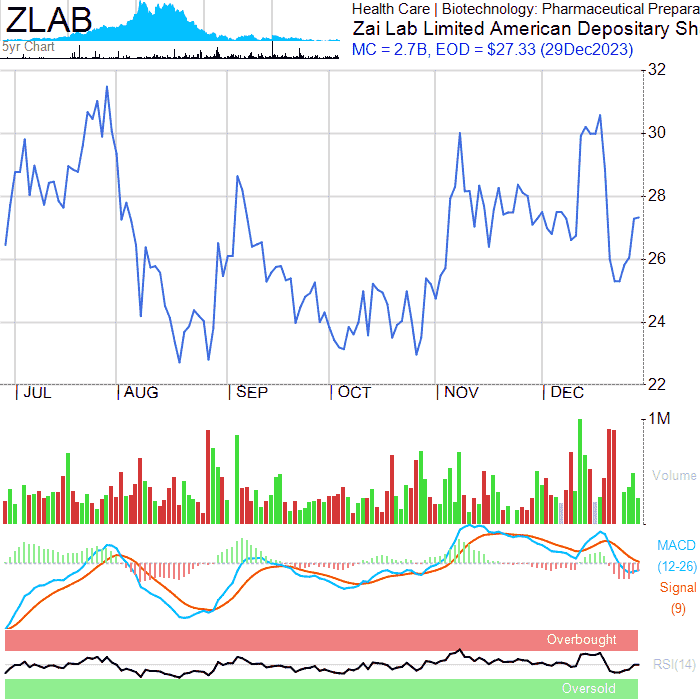 ZLAB
5yr Chart
Health Care | Biotechnology: Pharmaceutical Prepara
Zai Lab Limited American Depositary Sh
MC = 2.7B, EOD = $27.33 (29Dec2023)
32
30
28
26
24
22
JUL
AUG
SEP
OCT
NOV
DEC
1M
Volume
MACD
(12-26)
Signal
(9)
Overbought
RSI(14)
Oversold